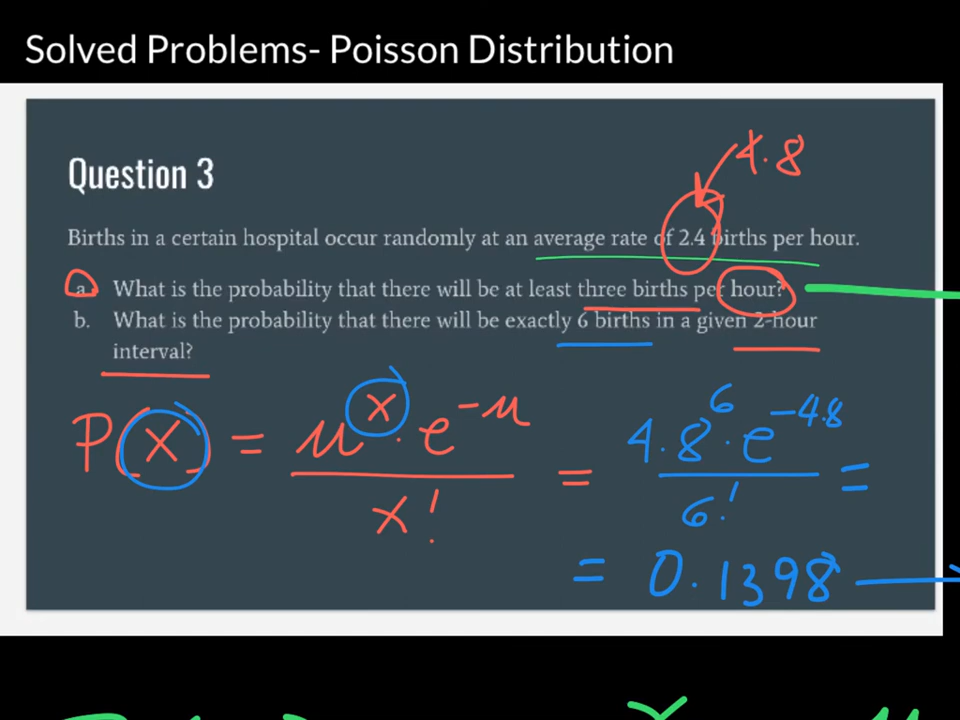 Solved Problems- Poisson Distribution
Question 3
4.8
Births in a certain hospital occur randomly at an average rate of 2.4 births per hour.
a. What is the probability that there will be at least three births per hour?
b. What is the probability that there will be exactly 6 births in a given 2-hour
interval?
P(X) = μ^x · e^-μ / x! = 4.8^6 · e^-4.8 / 6! =
= 0.1398